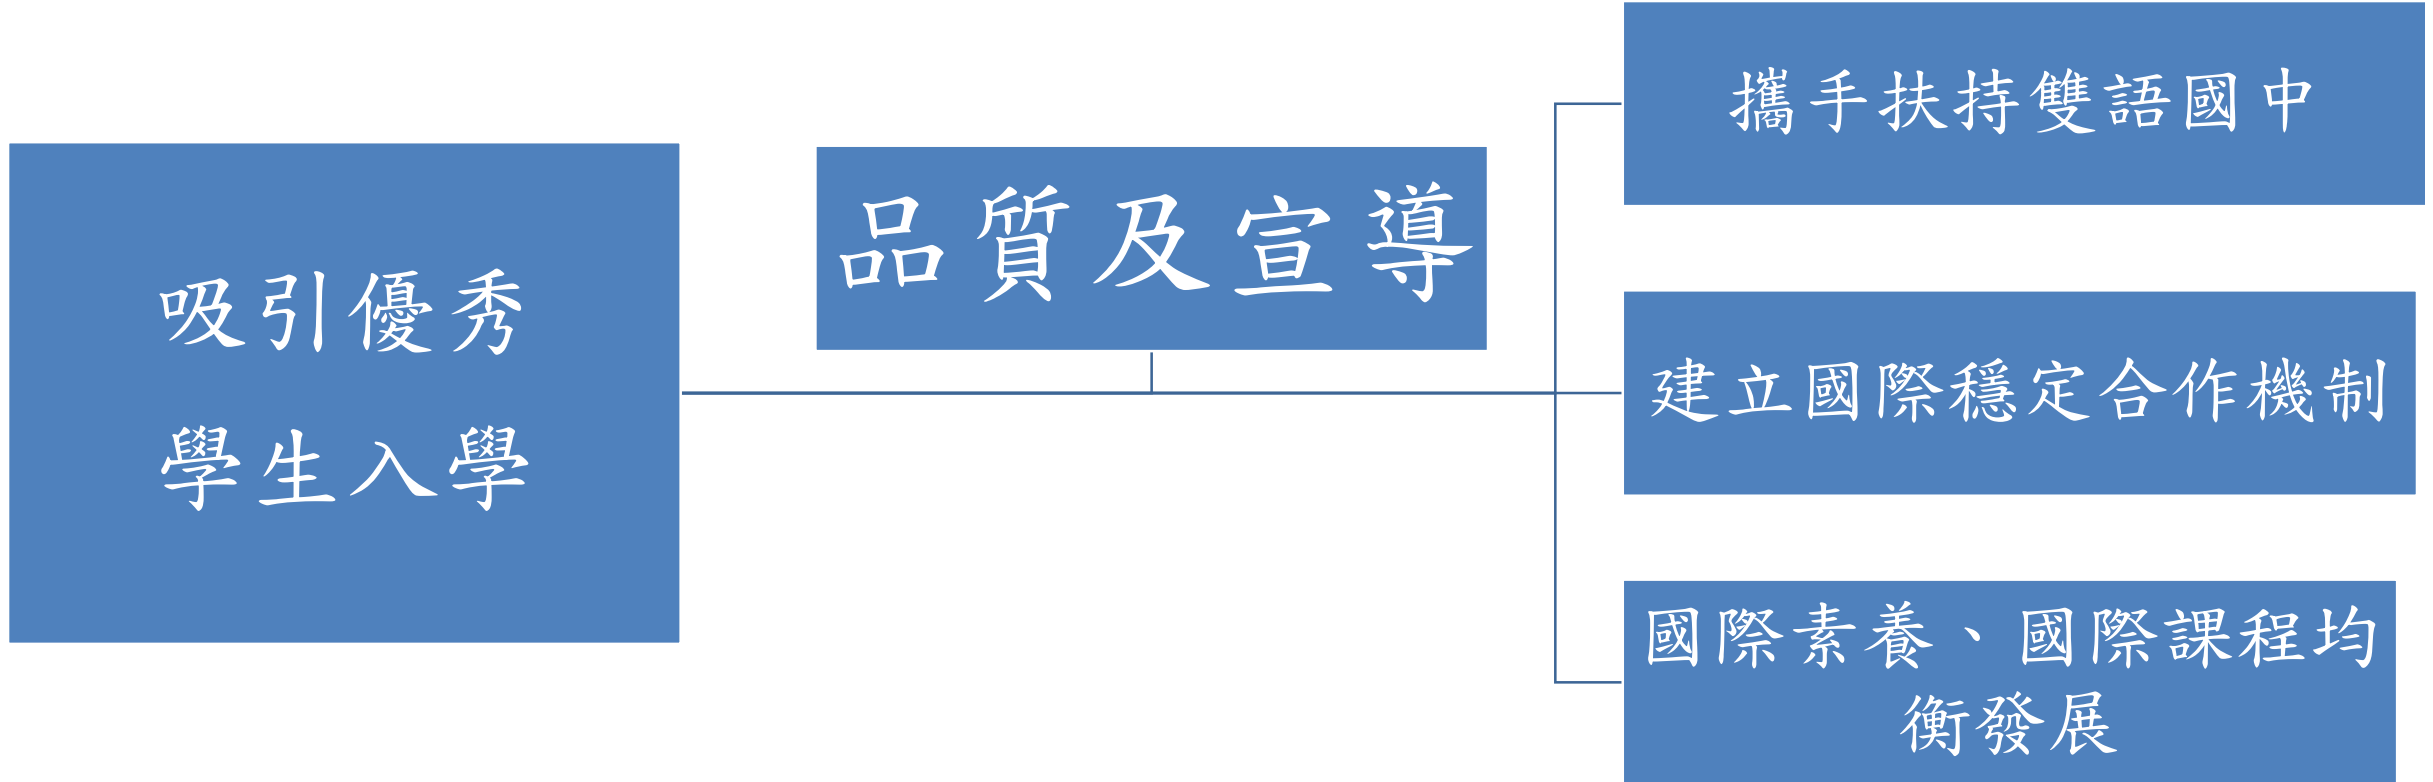 吸引優秀
學生入學
品質及宣導
攜手扶持雙語國中
建立國際穩定合作機制
國際素養、國際課程均
衡發展